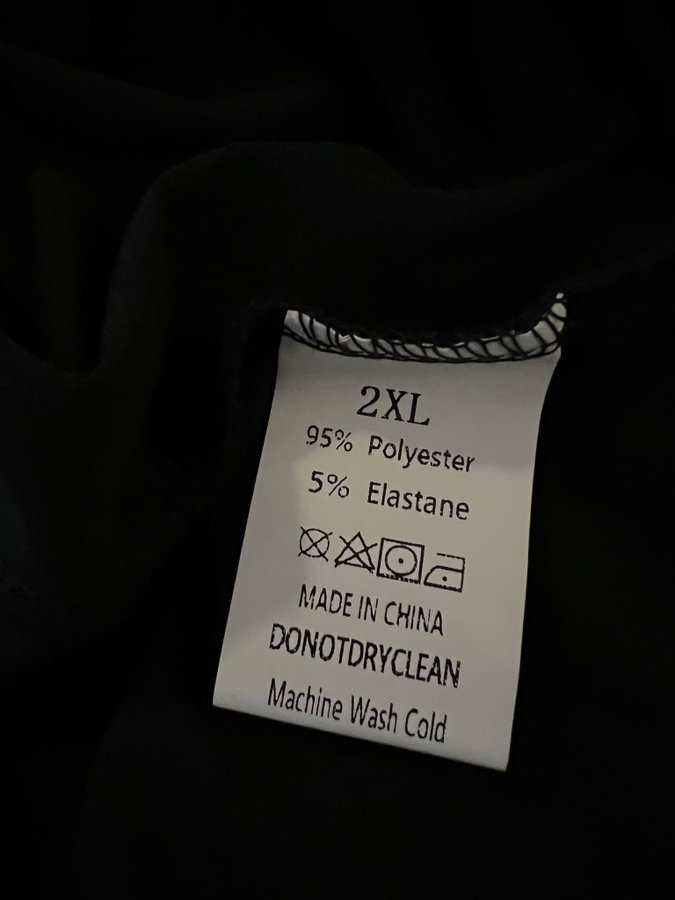 2XL
95% Polyester
5% Elastane
MADE IN CHINA
DONOTDRYCLEAN
Machine Wash Cold